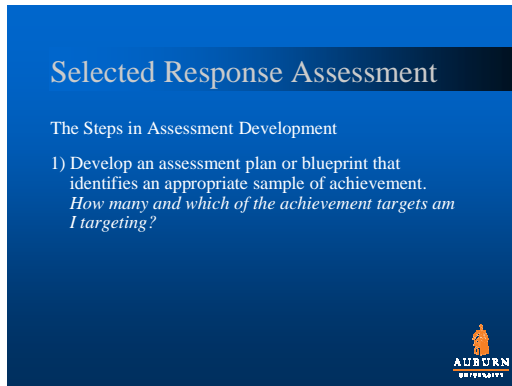 Selected Response Assessment
The Steps in Assessment Development
1) Develop an assessment plan or blueprint that
identifies an appropriate sample of achievement.
How many and which of the achievement targets am
I targeting?
AUBURN
UNIVERSITY